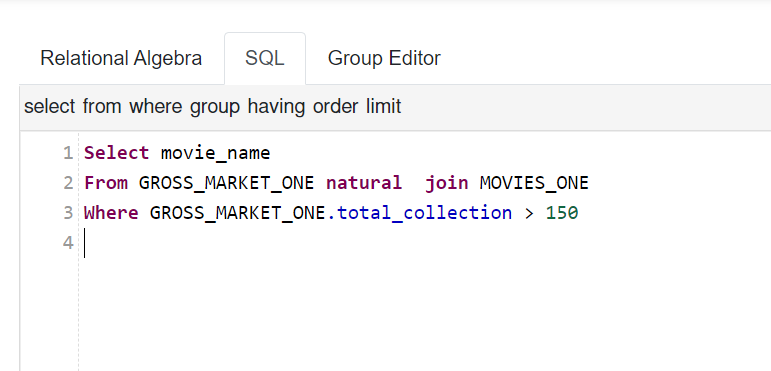 Relational Algebra SQL Group Editor
select from where group having order limit
1 Select movie_name
2 From GROSS_MARKET_ONE natural  join MOVIES_ONE
3 Where GROSS_MARKET_ONE.total_collection > 150
4